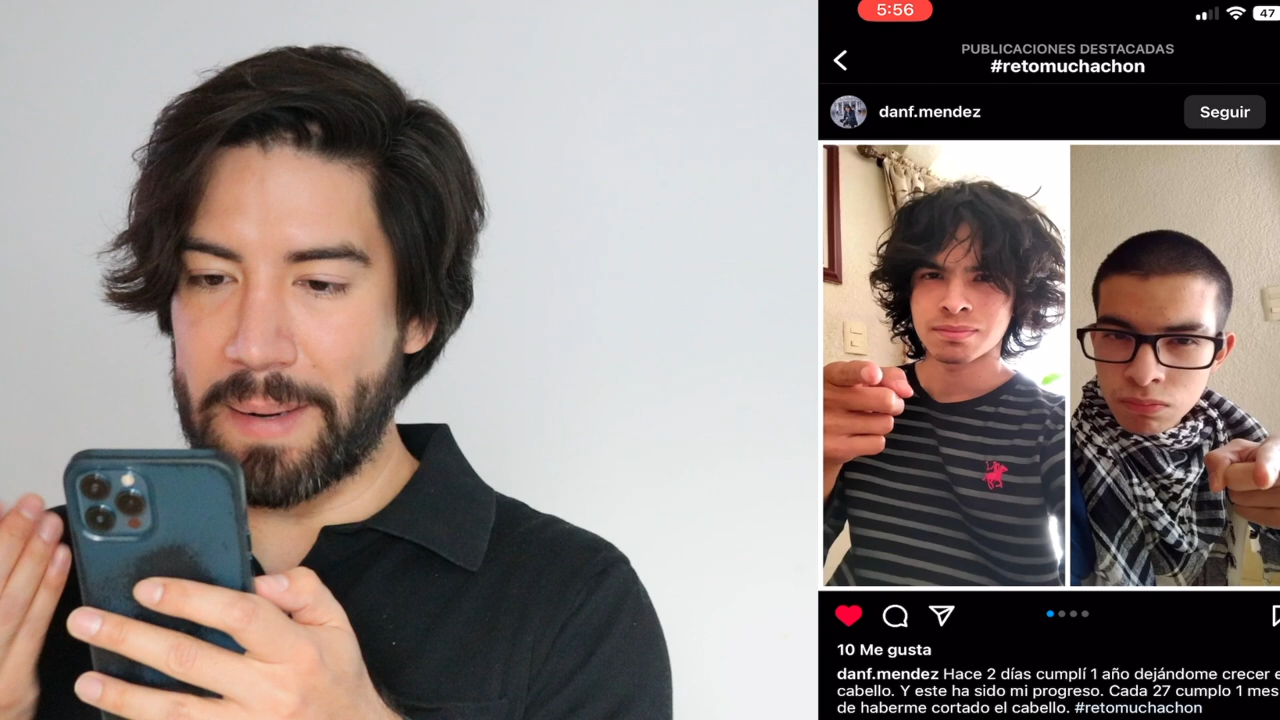 5:56
47
PUBLICACIONES DESTACADAS
#retomuchachon
danf.mendez
Seguir
10 Me gusta
danf.mendez Hace 2 días cumplí 1 año dejándome crecer e
cabello. Y este ha sido mi progreso. Cada 27 cumplo 1 mes
de haberme cortado el cabello. #retomuchachon